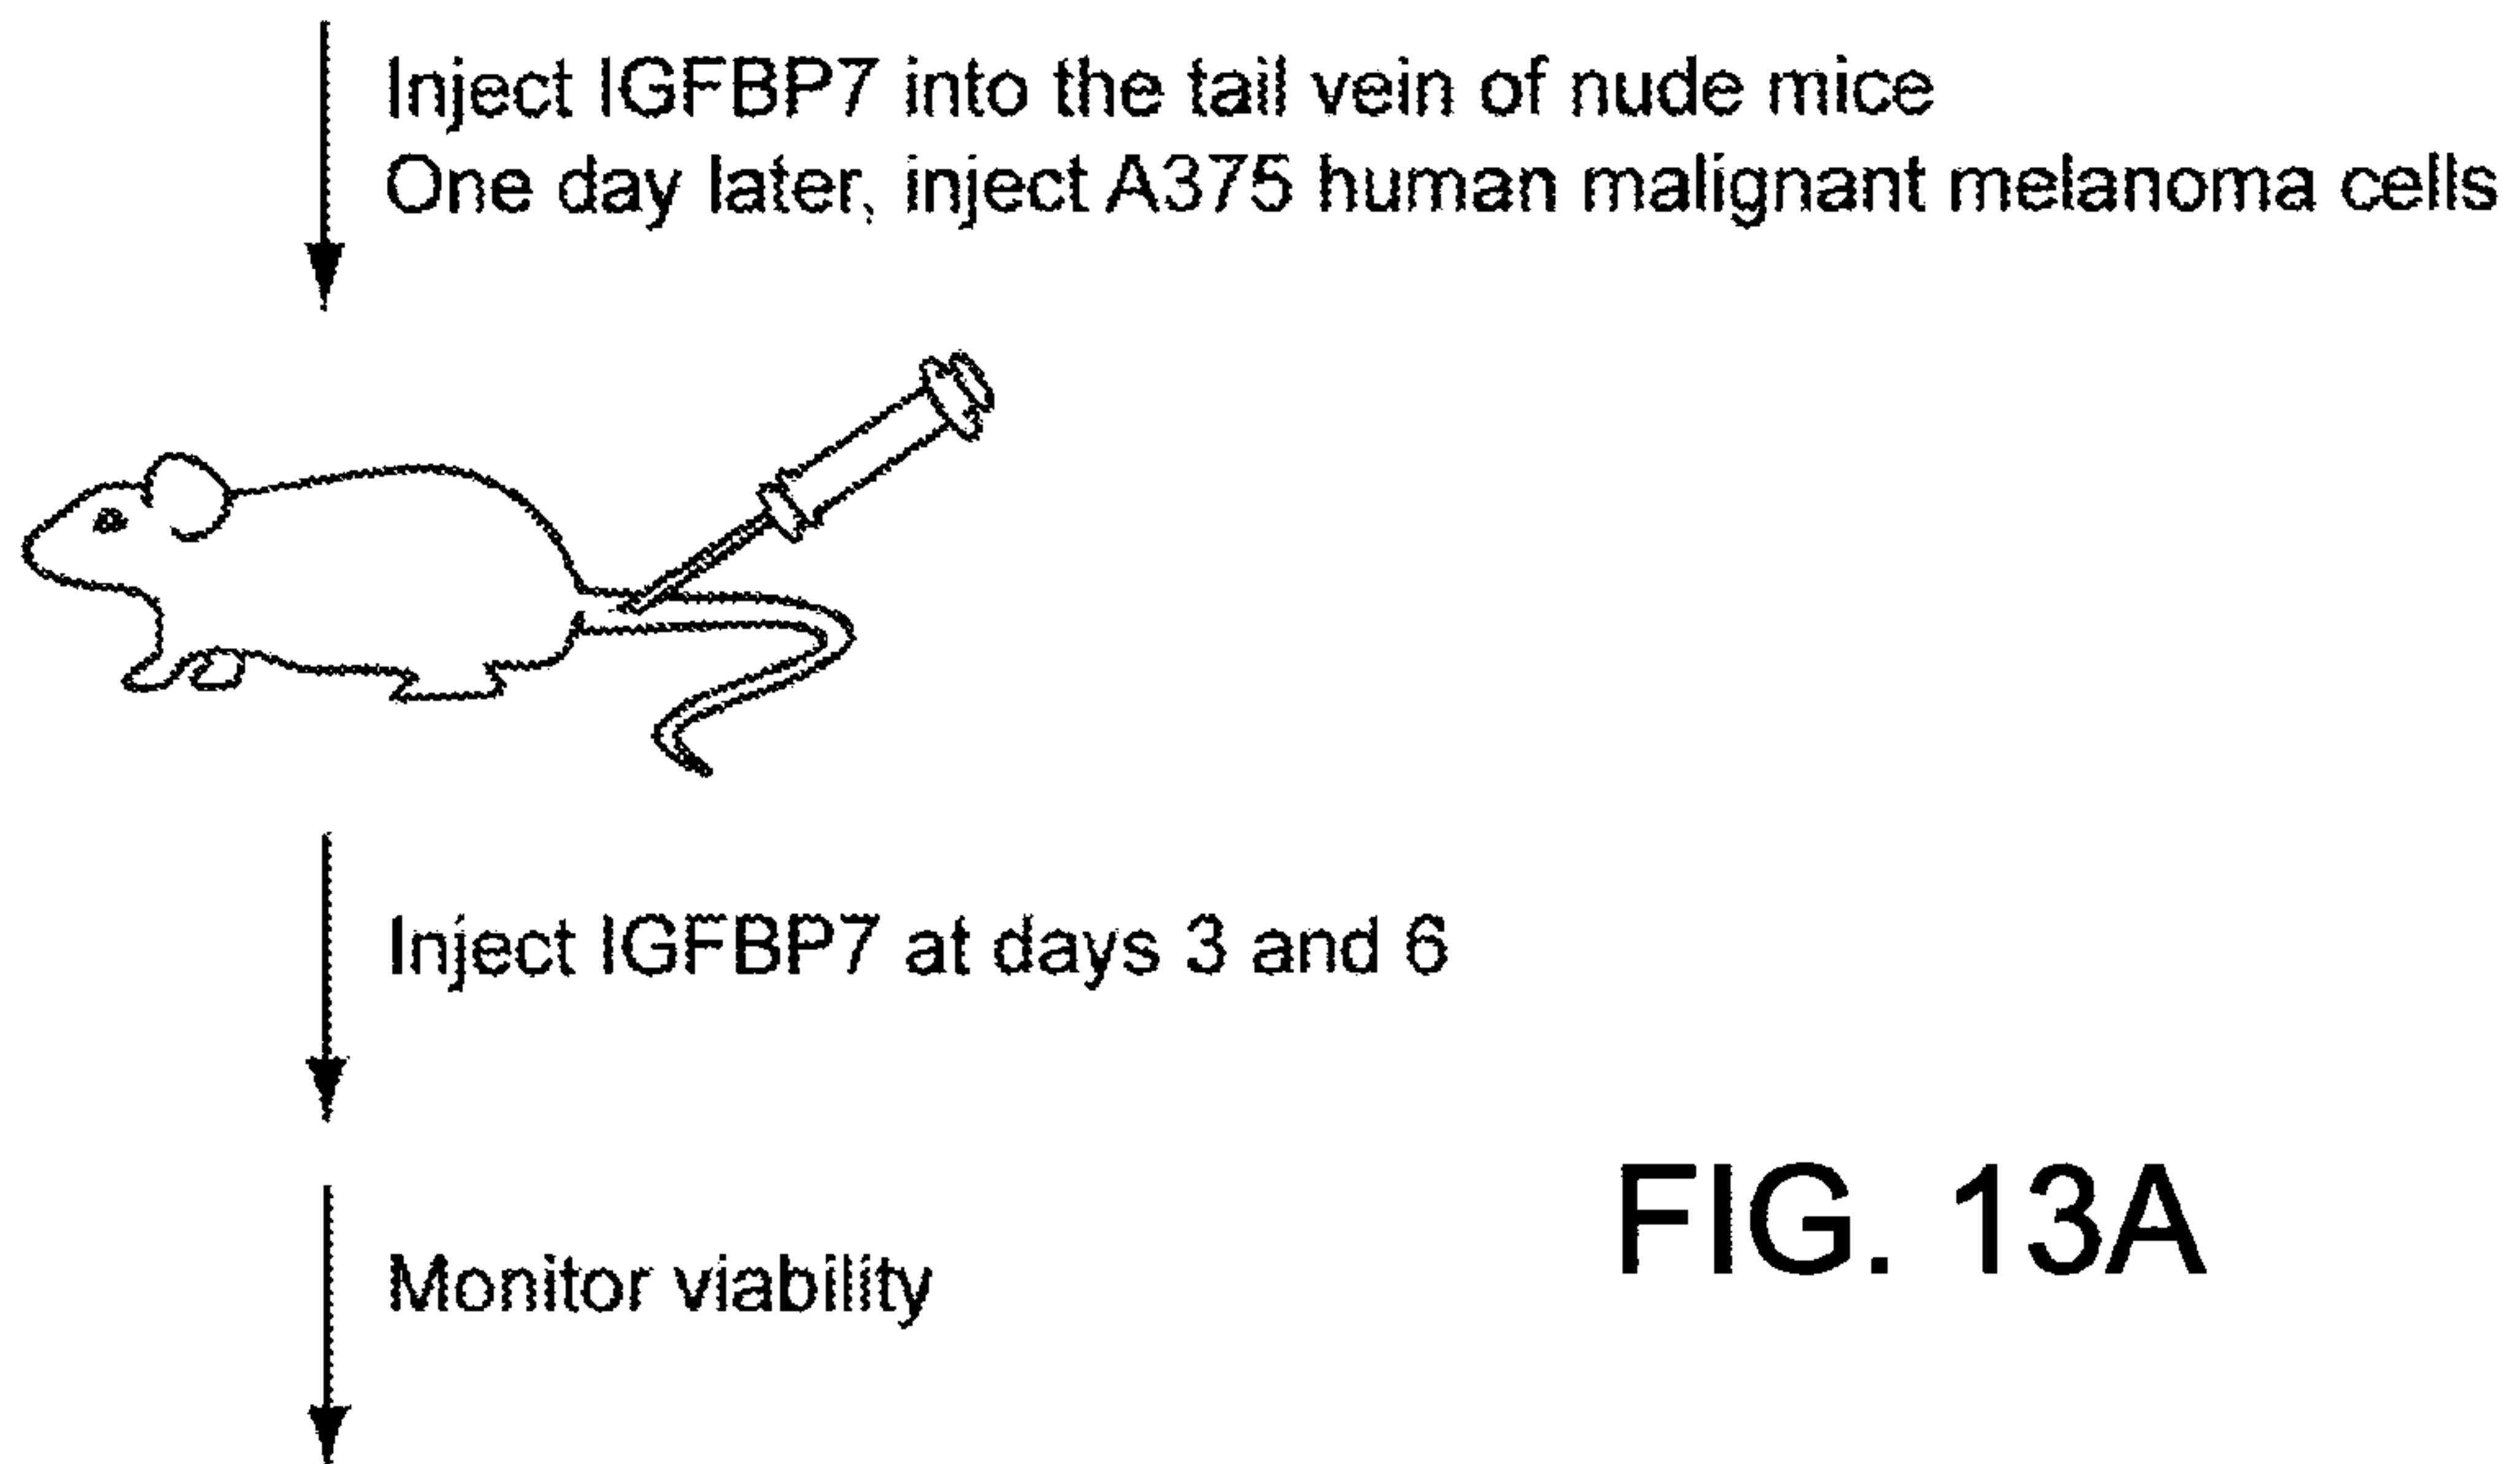 Inject IGFBP7 into the tail vein of nude mice
One day later, inject A375 human malignant melanoma cells
Inject IGFBP7 at days 3 and 6
Monitor viability
FIG. 13A